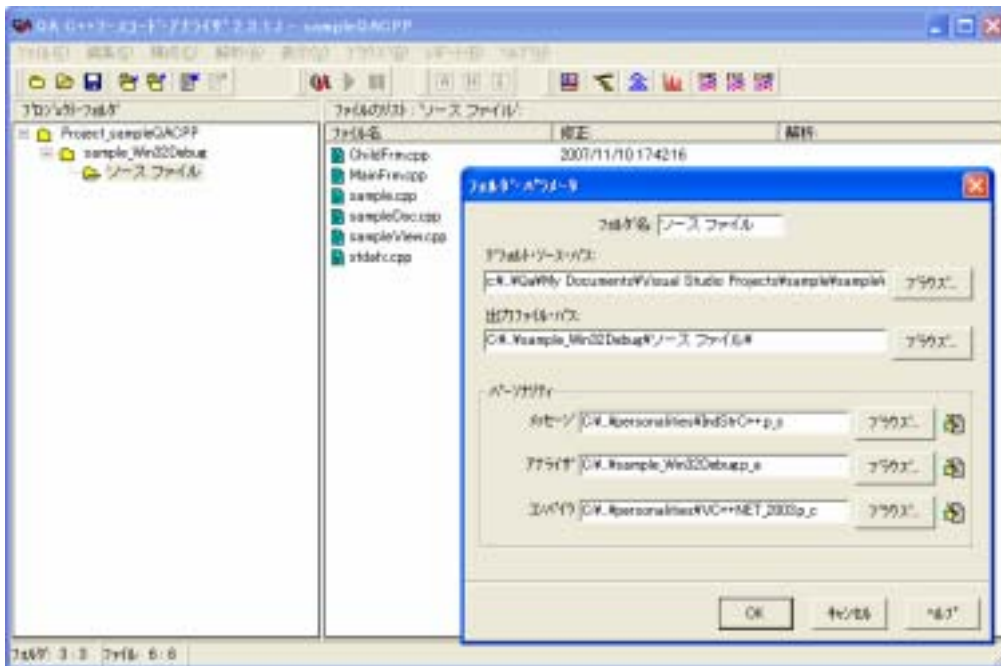 QA C++ソースコード・アナライザ 2.3.1J - sampleQACPP
ファイル(F) 編集(E) 構成(C) 解析(A) 表示(V) ブラウズ(B) レポート(R) ヘルプ(H)
QA
プロジェクト・フォルダ
ファイルのリスト: 'ソース ファイル':
Project_sampleQACPP
sample_Win32Debug
ソース ファイル
ファイル名 修正 解析
ChildFrm.cpp 2007/11/10 17:42:16
MainFrm.cpp
sample.cpp
sampleDoc.cpp
sampleView.cpp
stdafx.cpp
フォルダ・パラメータ
フォルダ名: ソース ファイル
デフォルト・ソース・パス:
c:¥..¥Qa¥My Documents¥Visual Studio Projects¥sample¥sample¥ ブラウズ...
出力ファイル・パス:
C:¥..¥sample_Win32Debug¥ソース ファイル¥ ブラウズ...
パーソナリティ
メッセージ C:¥..¥personalities¥IndStrC++.p_s ブラウズ...
アナライザ C:¥..¥sample_Win32Debug.p_a ブラウズ...
コンパイラ C:¥..¥personalities¥VC++NET_2003.p_c ブラウズ...
OK キャンセル ヘルプ
フォルダ: 3:3 ファイル: 6:6